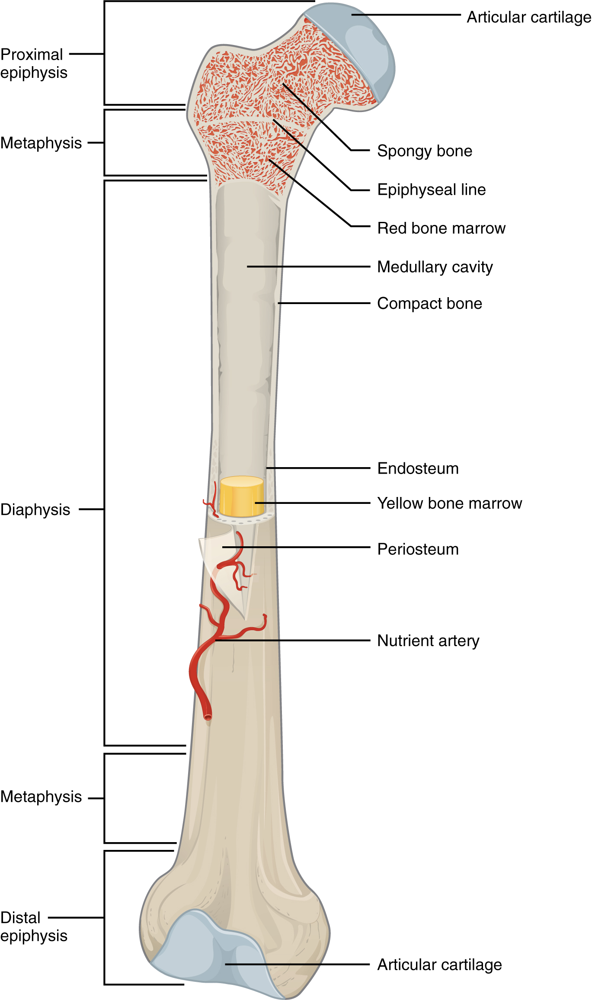 Articular cartilage
Proximal
epiphysis
Metaphysis
Spongy bone
Epiphyseal line
Red bone marrow
Medullary cavity
Compact bone
Endosteum
Yellow bone marrow
Diaphysis
Periosteum
Nutrient artery
Metaphysis
Distal
epiphysis
Articular cartilage